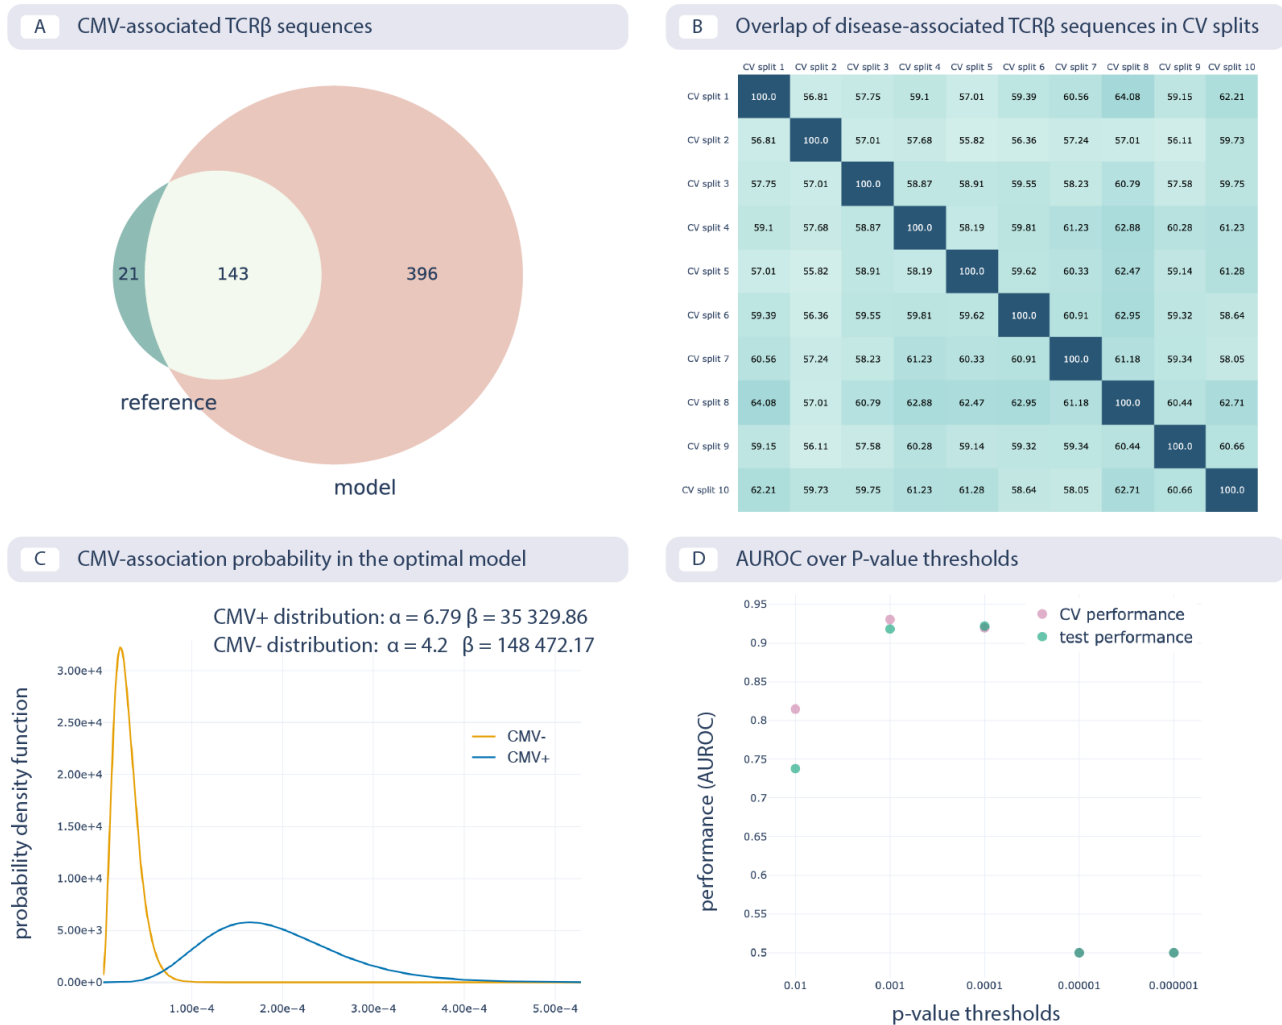 A CMV-associated TCRβ sequences
21
143
396
reference
model
B Overlap of disease-associated TCRβ sequences in CV splits
CV split 1 CV split 2 CV split 3 CV split 4 CV split 5 CV split 6 CV split 7 CV split 8 CV split 9 CV split 10
CV split 1 100.0 56.81 57.75 59.1 57.01 59.39 60.56 64.08 59.15 62.21
CV split 2 56.81 100.0 57.01 57.68 55.82 56.36 57.24 57.01 56.11 59.73
CV split 3 57.75 57.01 100.0 58.87 58.91 59.55 58.23 60.79 57.58 59.75
CV split 4 59.1 57.68 58.87 100.0 58.19 59.81 61.23 62.88 60.28 61.23
CV split 5 57.01 55.82 58.91 58.19 100.0 59.62 60.33 62.47 59.14 61.28
CV split 6 59.39 56.36 59.55 59.81 59.62 100.0 60.91 62.95 59.32 58.64
CV split 7 60.56 57.24 58.23 61.23 60.33 60.91 100.0 61.18 59.34 58.05
CV split 8 64.08 57.01 60.79 62.88 62.47 62.95 61.18 100.0 60.44 62.71
CV split 9 59.15 56.11 57.58 60.28 59.14 59.32 59.34 60.44 100.0 60.66
CV split 10 62.21 59.73 59.75 61.23 61.28 58.64 58.05 62.71 60.66 100.0
C CMV-association probability in the optimal model
CMV+ distribution: α = 6.79 β = 35 329.86
CMV- distribution: α = 4.2 β = 148 472.17
probability density function
3.00e+4
2.50e+4
2.00e+4
1.50e+4
1.00e+4
5.00e+3
0.00e+0
CMV-
CMV+
1.00e−4 2.00e−4 3.00e−4 4.00e−4 5.00e−4
D AUROC over P-value thresholds
CV performance
test performance
performance (AUROC)
0.95
0.9
0.85
0.8
0.75
0.7
0.65
0.6
0.55
0.5
0.01 0.001 0.0001 0.00001 0.000001
p-value thresholds